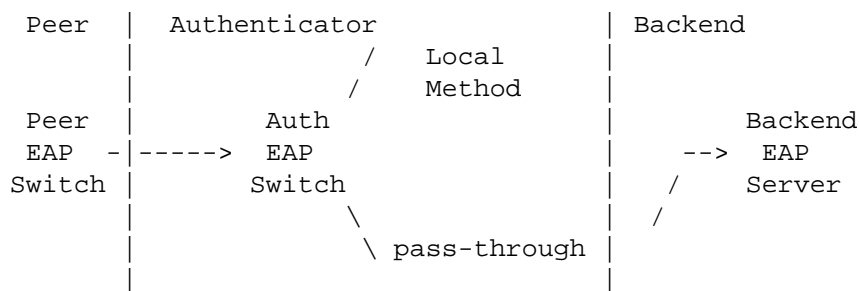 Peer | Authenticator | Backend
| / Local |
| / Method |
Peer | Auth | Backend
EAP -|-----> EAP | --> EAP
Switch | Switch | / Server
| \ | /
| \ pass-through |
| |